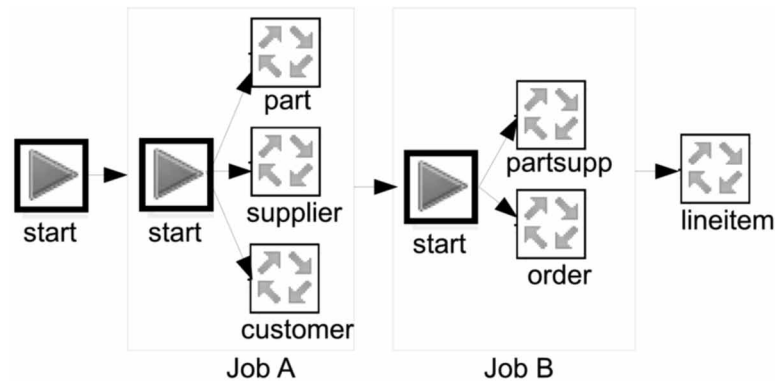 start
start
part
supplier
customer
Job A
start
partsupp
order
Job B
lineitem